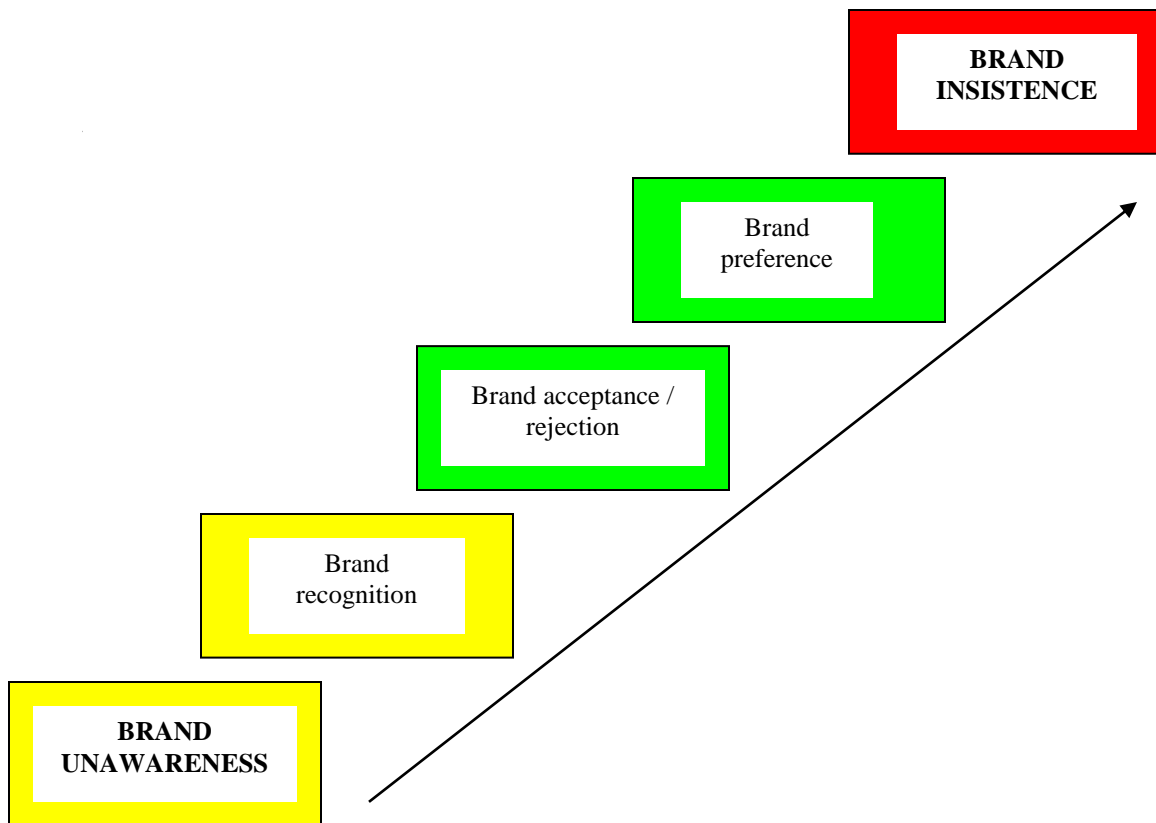 BRAND
INSISTENCE
Brand
preference
Brand acceptance /
rejection
Brand
recognition
BRAND
UNAWARENESS